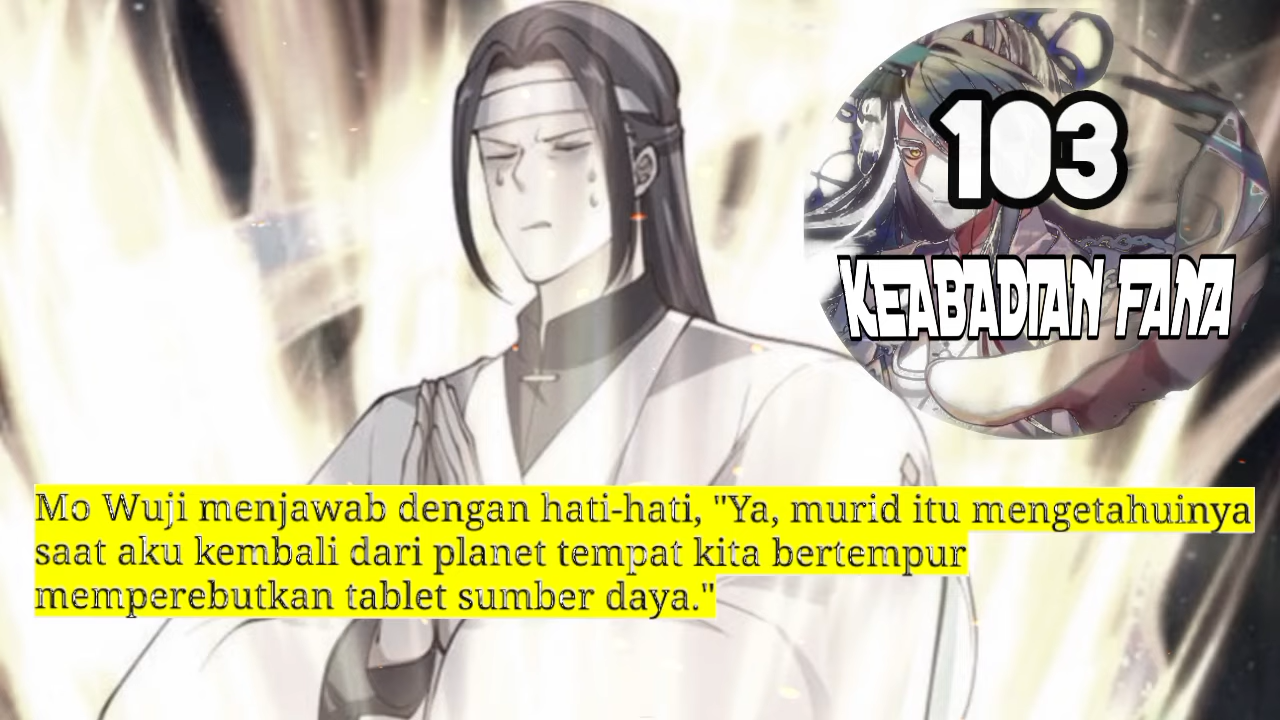 103
KEABADIAN FANA
Mo Wuji menjawab dengan hati-hati, "Ya, murid itu mengetahuinya
saat aku kembali dari planet tempat kita bertempur
memperebutkan tablet sumber daya."